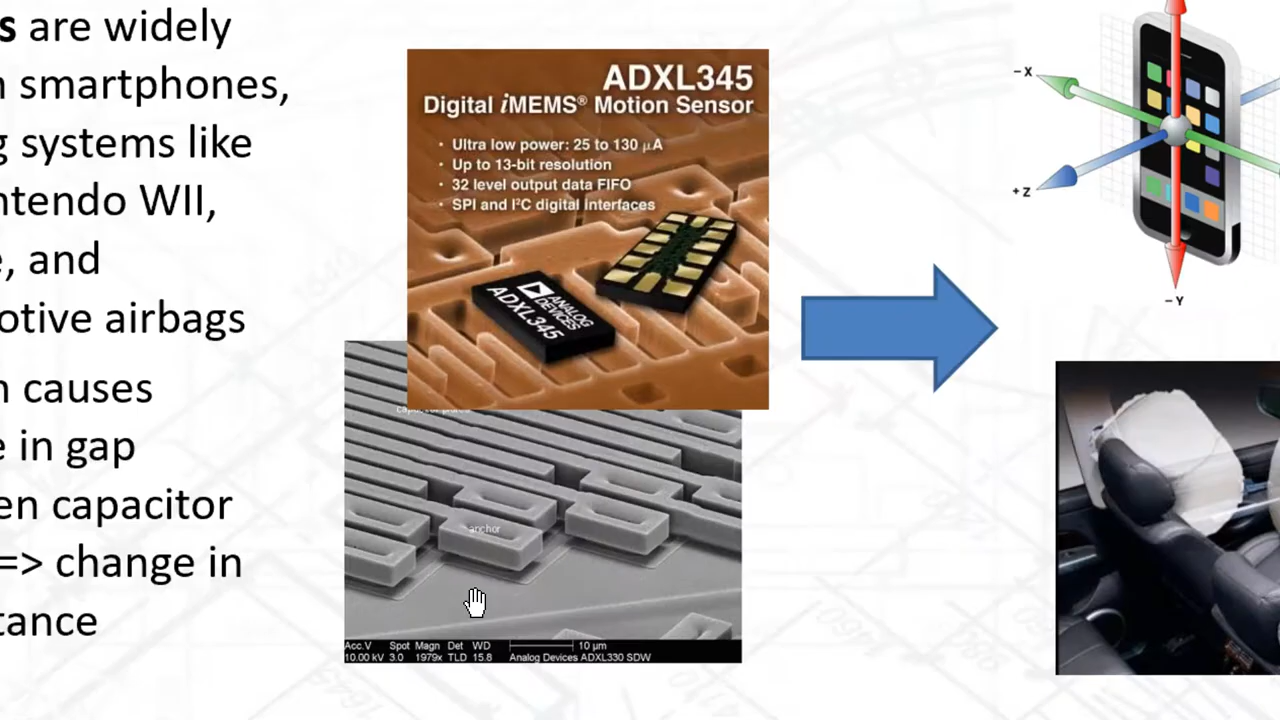 s are widely
smartphones,
systems like
ntendo WII,
e, and
otive airbags
causes
e in gap
en capacitor
=> change in
tance
ADXL345
Digital iMEMS® Motion Sensor
· Ultra low power: 25 to 130 µA
· Up to 13-bit resolution
· 32 level output data FIFO
· SPI and I²C digital interfaces
ANALOG
DEVICES
ADXL345
anchor
Acc.V Spot Magn Det WD 10 µm
10.00 kV 3.0 1979x TLD 15.8 Analog Devices ADXL330 SDW
-X
+Z
-Y